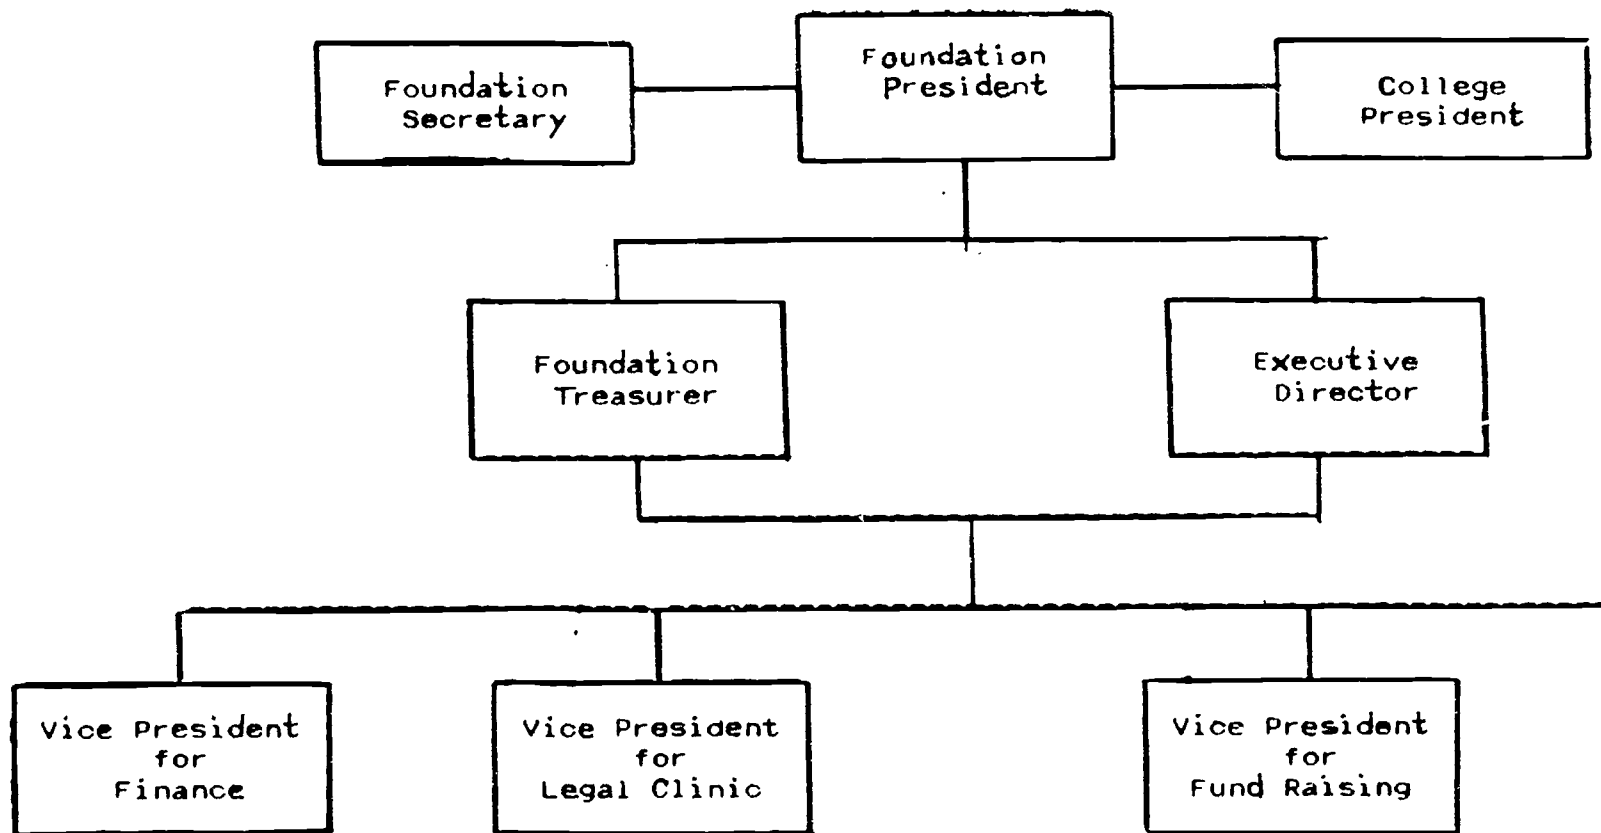 Foundation
Secretary
Foundation
President
College
President
Foundation
Treasurer
Executive
Director
Vice President
for
Finance
Vice President
for
Legal Clinic
Vice President
for
Fund Raising